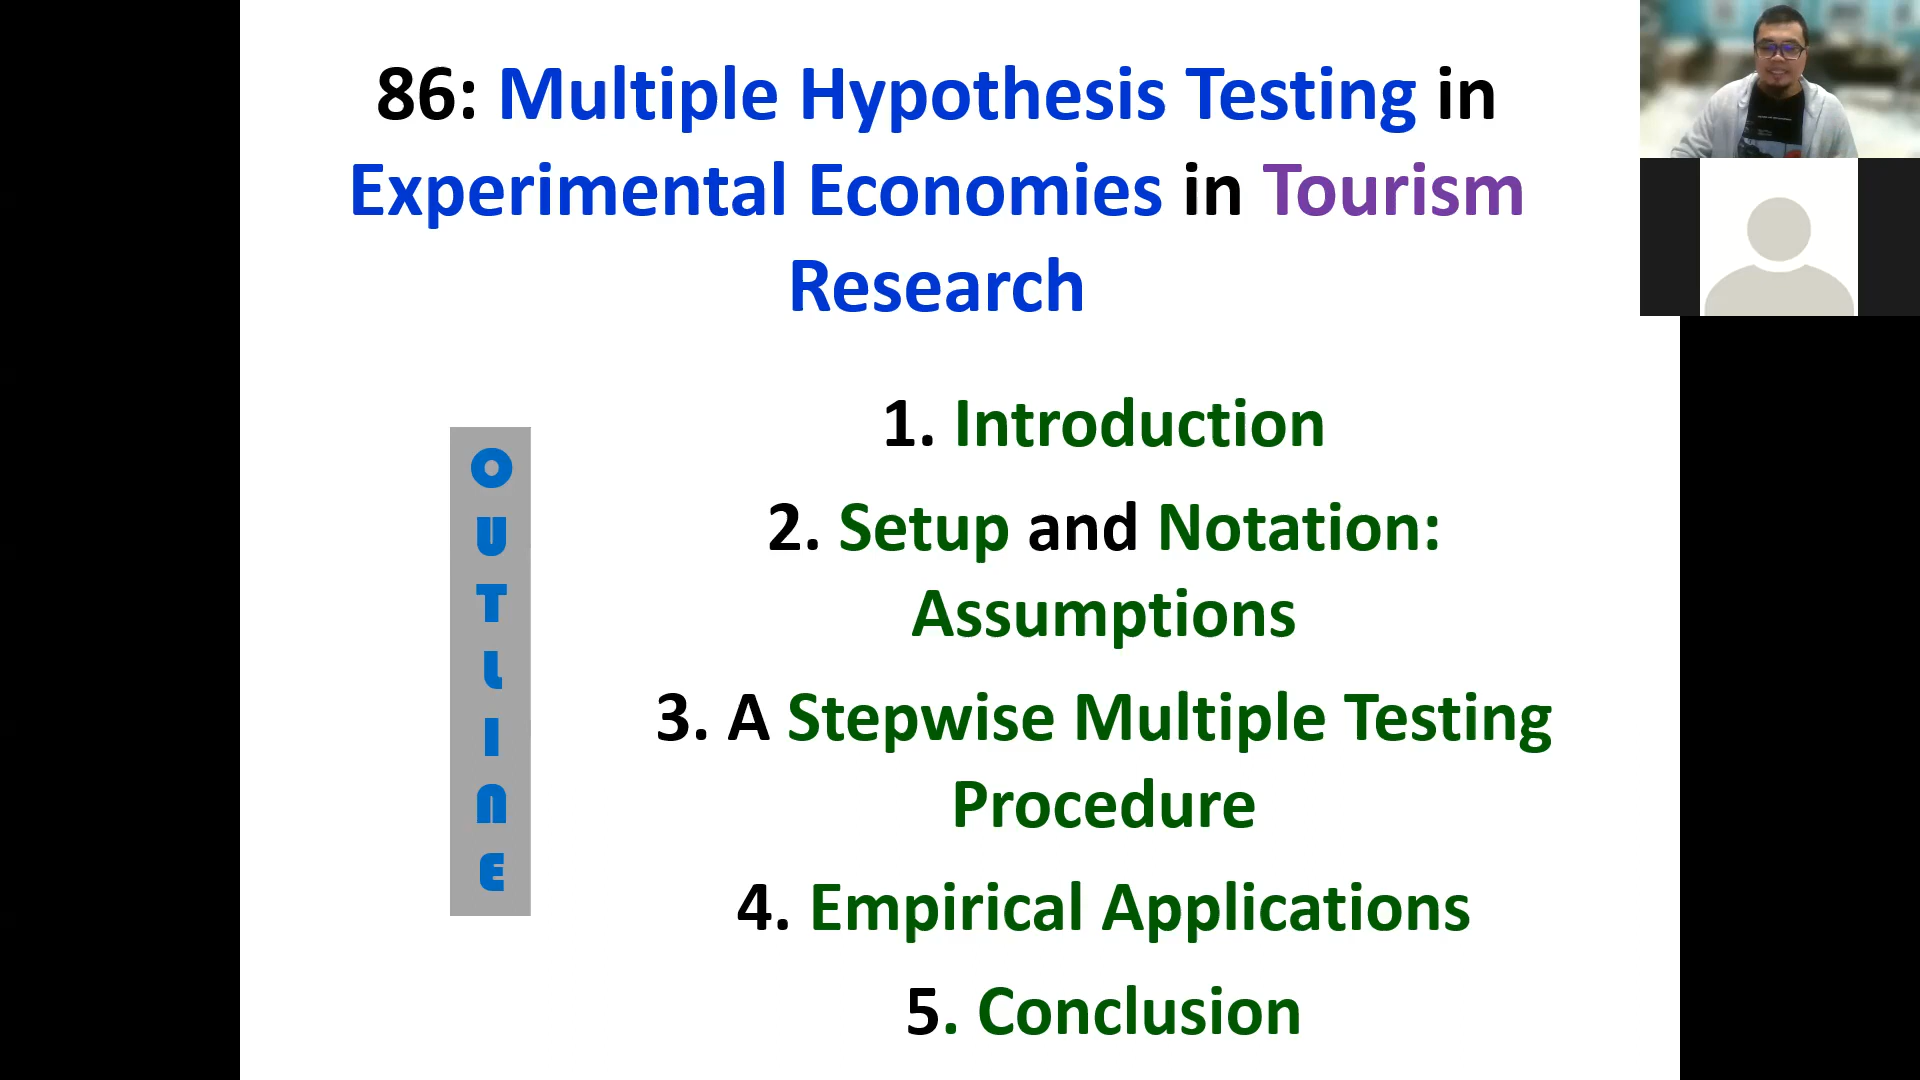 86: Multiple Hypothesis Testing in
Experimental Economies in Tourism
Research
OUTLINE
1. Introduction
2. Setup and Notation:
Assumptions
3. A Stepwise Multiple Testing
Procedure
4. Empirical Applications
5. Conclusion